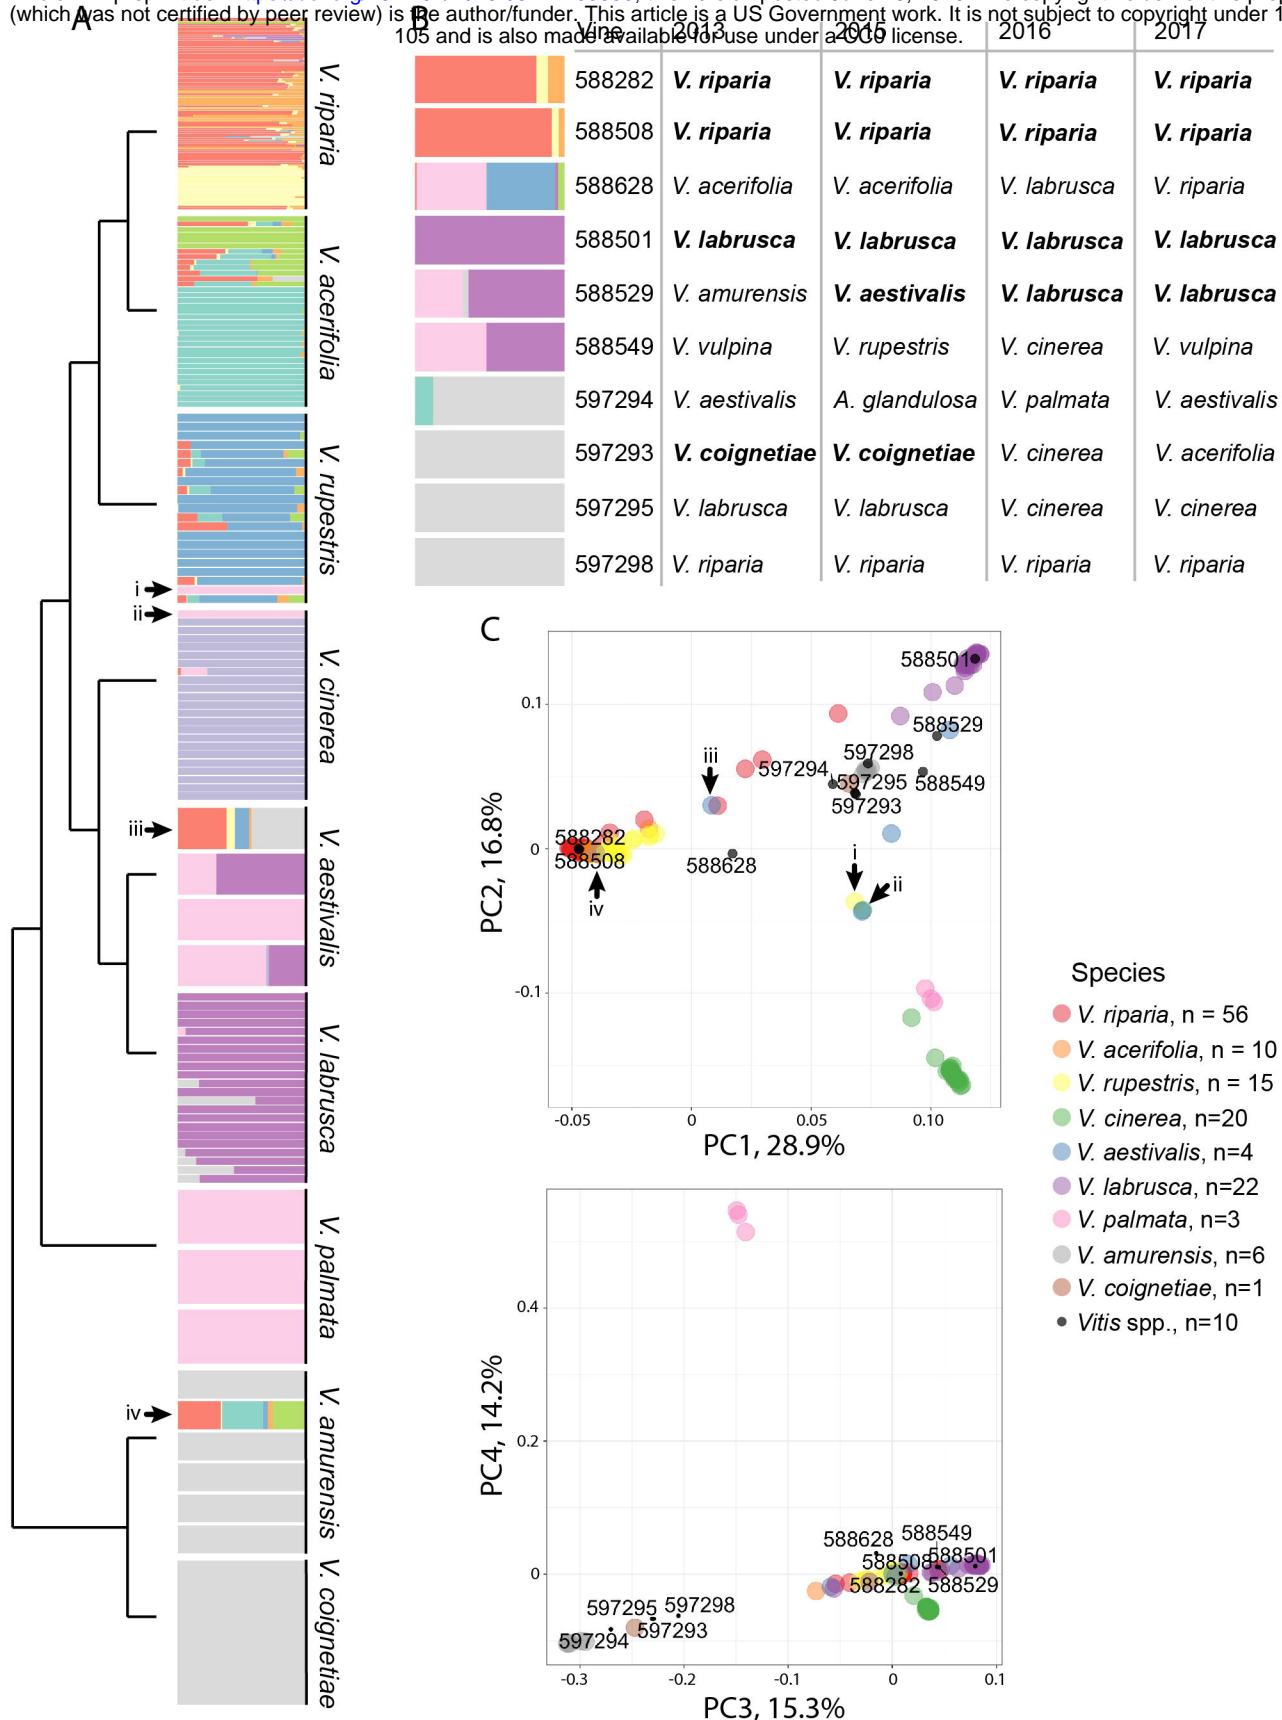 (which was not certified by peer review) is the author/funder. This article is a US Government work. It is not subject to copyright under 1
105 and is also made available for use under a CC0 license.
A
V. riparia
V. acerifolia
V. rupestris
i
ii
V. cinerea
iii
V. aestivalis
V. labrusca
V. palmata
iv
V. amurensis
V. coignetiae
B
Vine 2013 2015 2016 2017
588282 V. riparia V. riparia V. riparia V. riparia
588508 V. riparia V. riparia V. riparia V. riparia
588628 V. acerifolia V. acerifolia V. labrusca V. riparia
588501 V. labrusca V. labrusca V. labrusca V. labrusca
588529 V. amurensis V. aestivalis V. labrusca V. labrusca
588549 V. vulpina V. rupestris V. cinerea V. vulpina
597294 V. aestivalis A. glandulosa V. palmata V. aestivalis
597293 V. coignetiae V. coignetiae V. cinerea V. acerifolia
597295 V. labrusca V. labrusca V. cinerea V. cinerea
597298 V. riparia V. riparia V. riparia V. riparia
C
588501
588529
597298
iii
597294
597295
588549
597293
588282
588508
588628
i
ii
iv
0.1
0
-0.1
PC2, 16.8%
-0.05 0 0.05 0.10
PC1, 28.9%
0.4
0.2
0
PC4, 14.2%
588628
588549
588508
588501
588282
588529
597295
597298
597294
597293
-0.3 -0.2 -0.1 0 0.1
PC3, 15.3%
Species
V. riparia, n = 56
V. acerifolia, n = 10
V. rupestris, n = 15
V. cinerea, n=20
V. aestivalis, n=4
V. labrusca, n=22
V. palmata, n=3
V. amurensis, n=6
V. coignetiae, n=1
Vitis spp., n=10